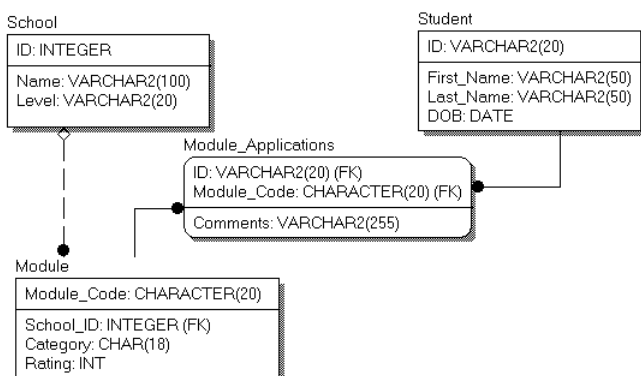 School
ID: INTEGER
Name: VARCHAR2(100)
Level: VARCHAR2(20)
Student
ID: VARCHAR2(20)
First_Name: VARCHAR2(50)
Last_Name: VARCHAR2(50)
DOB: DATE
Module_Applications
ID: VARCHAR2(20) (FK)
Module_Code: CHARACTER(20) (FK)
Comments: VARCHAR2(255)
Module
Module_Code: CHARACTER(20)
School_ID: INTEGER (FK)
Category: CHAR(18)
Rating: INT